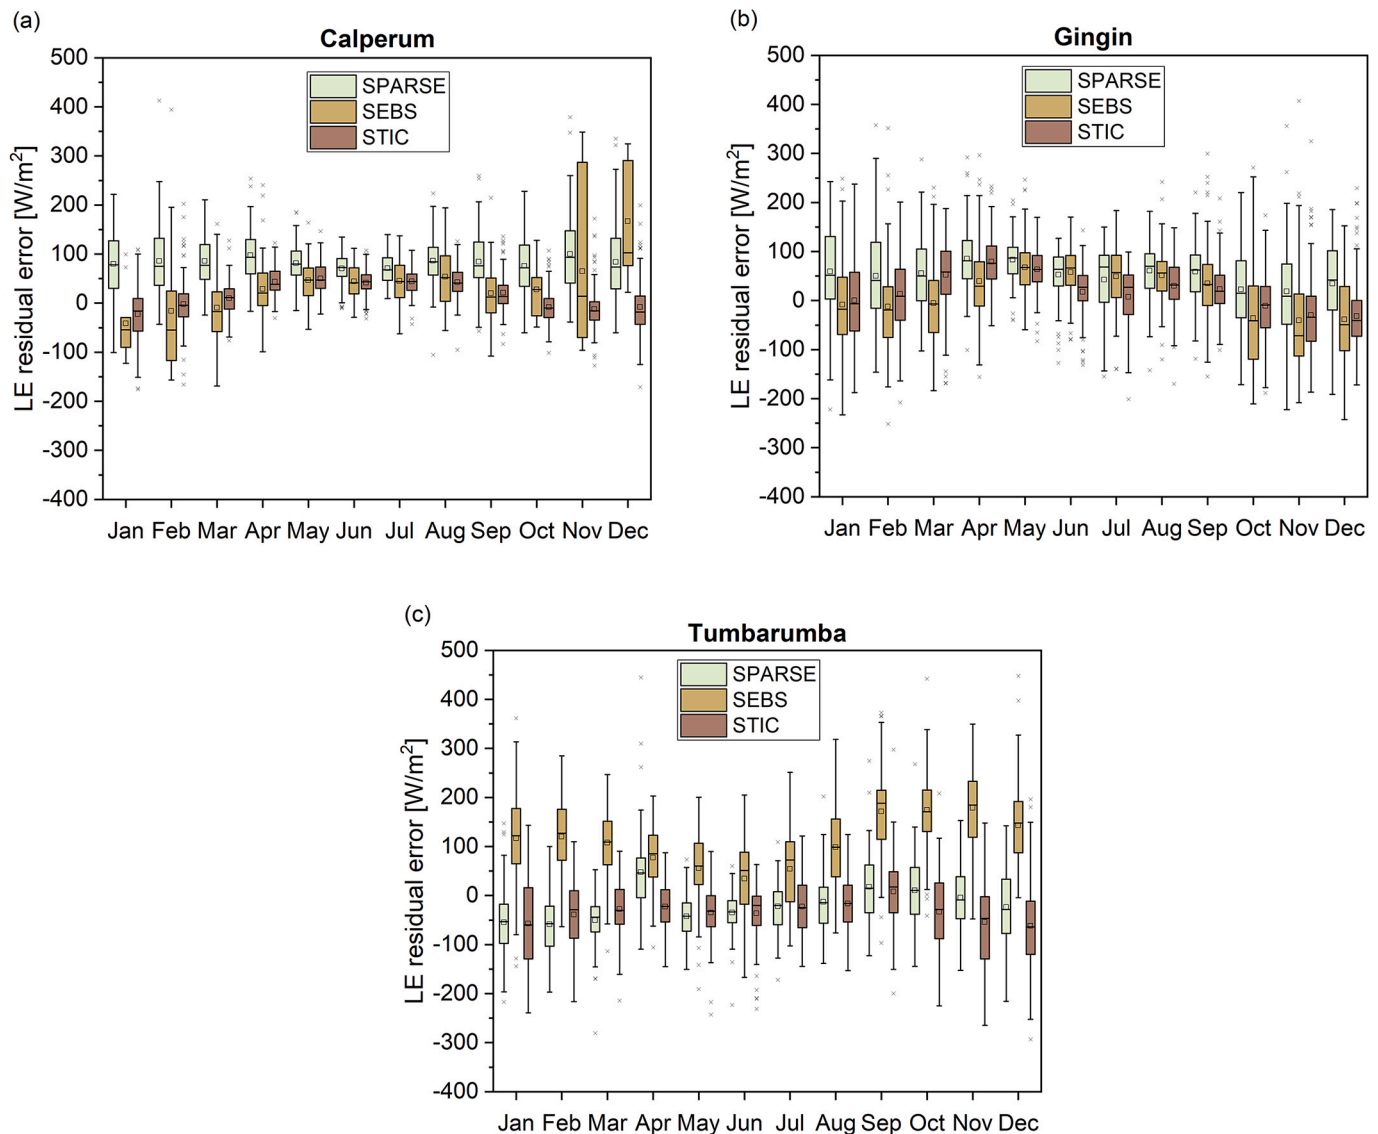 (a)
Calperum
SPARSE
SEBS
STIC
LE residual error [W/m²]
500
400
300
200
100
0
-100
-200
-300
-400
Jan Feb Mar Apr May Jun Jul Aug Sep Oct Nov Dec
(b)
Gingin
SPARSE
SEBS
STIC
LE residual error [W/m²]
500
400
300
200
100
0
-100
-200
-300
-400
Jan Feb Mar Apr May Jun Jul Aug Sep Oct Nov Dec
(c)
Tumbarumba
SPARSE
SEBS
STIC
LE residual error [W/m²]
500
400
300
200
100
0
-100
-200
-300
-400
Jan Feb Mar Apr May Jun Jul Aug Sep Oct Nov Dec